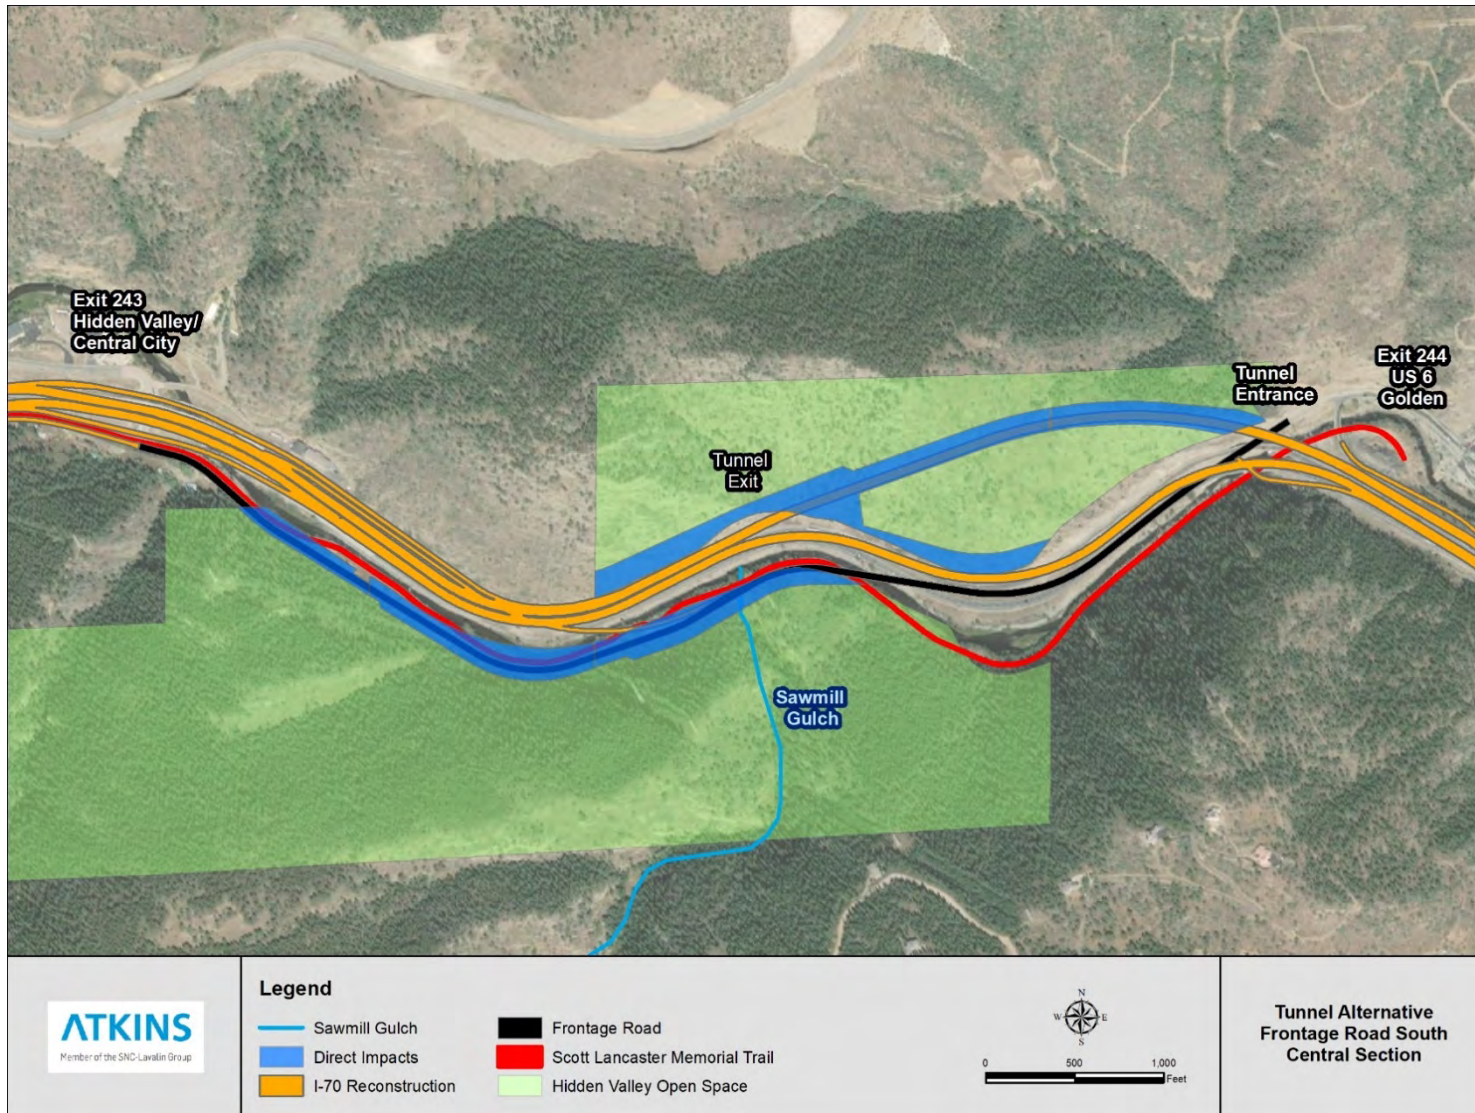 Exit 243
Hidden Valley/
Central City
Tunnel
Entrance
Exit 244
US 6
Golden
Tunnel
Exit
Sawmill
Gulch
ATKINS
Member of the SNC-Lavalin Group
Legend
Sawmill Gulch
Direct Impacts
I-70 Reconstruction
Frontage Road
Scott Lancaster Memorial Trail
Hidden Valley Open Space
N
W E
S
0 500 1,000
Feet
Tunnel Alternative
Frontage Road South
Central Section